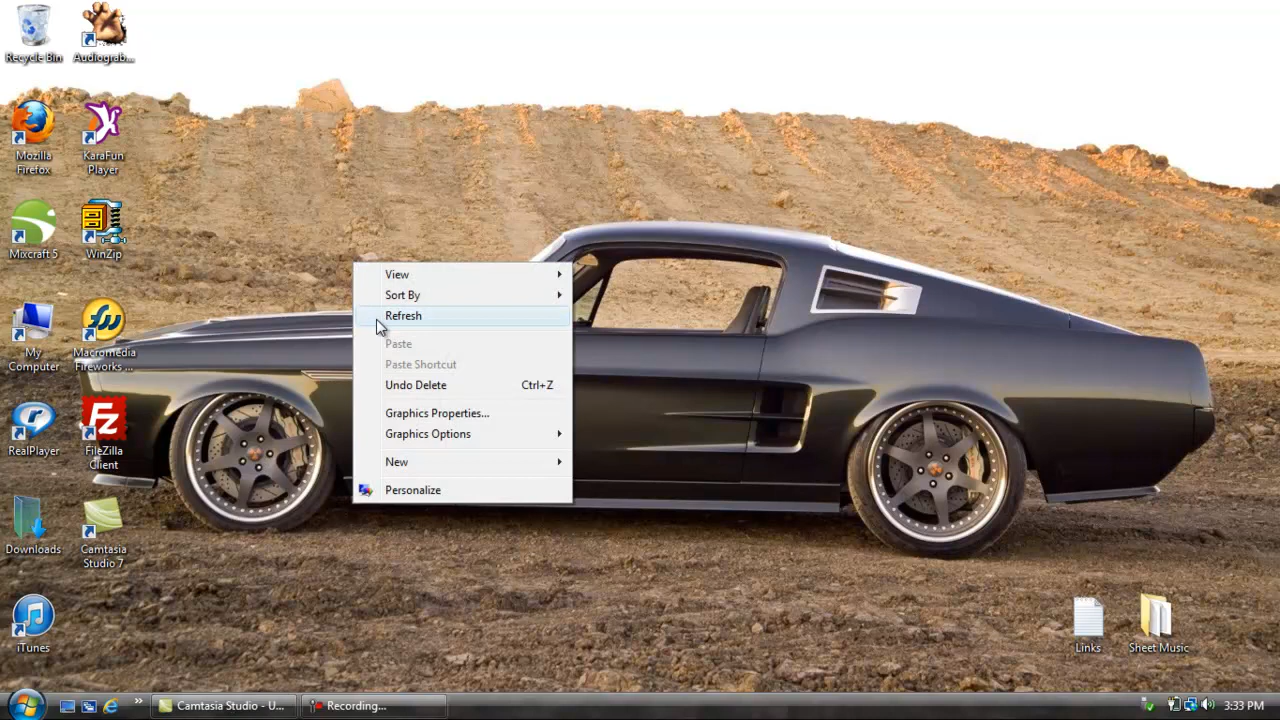 Recycle Bin
Audiograb...
Mozilla
Firefox
KaraFun
Player
Mixcraft 5
WinZip
My
Computer
Macromedia
Fireworks ...
RealPlayer
FileZilla
Client
Downloads
Camtasia
Studio 7
iTunes
View
Sort By
Refresh
Paste
Paste Shortcut
Undo Delete Ctrl+Z
Graphics Properties...
Graphics Options
New
Personalize
Links
Sheet Music
Camtasia Studio - U...
Recording...
3:33 PM